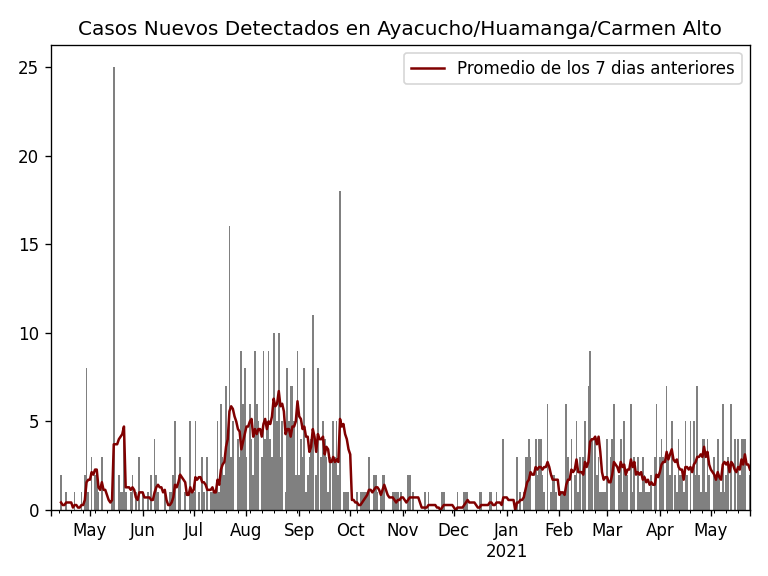 Casos Nuevos Detectados en Ayacucho/Huamanga/Carmen Alto
Promedio de los 7 dias anteriores
25
20
15
10
5
0
May Jun Jul Aug Sep Oct Nov Dec Jan Feb Mar Apr May
2021